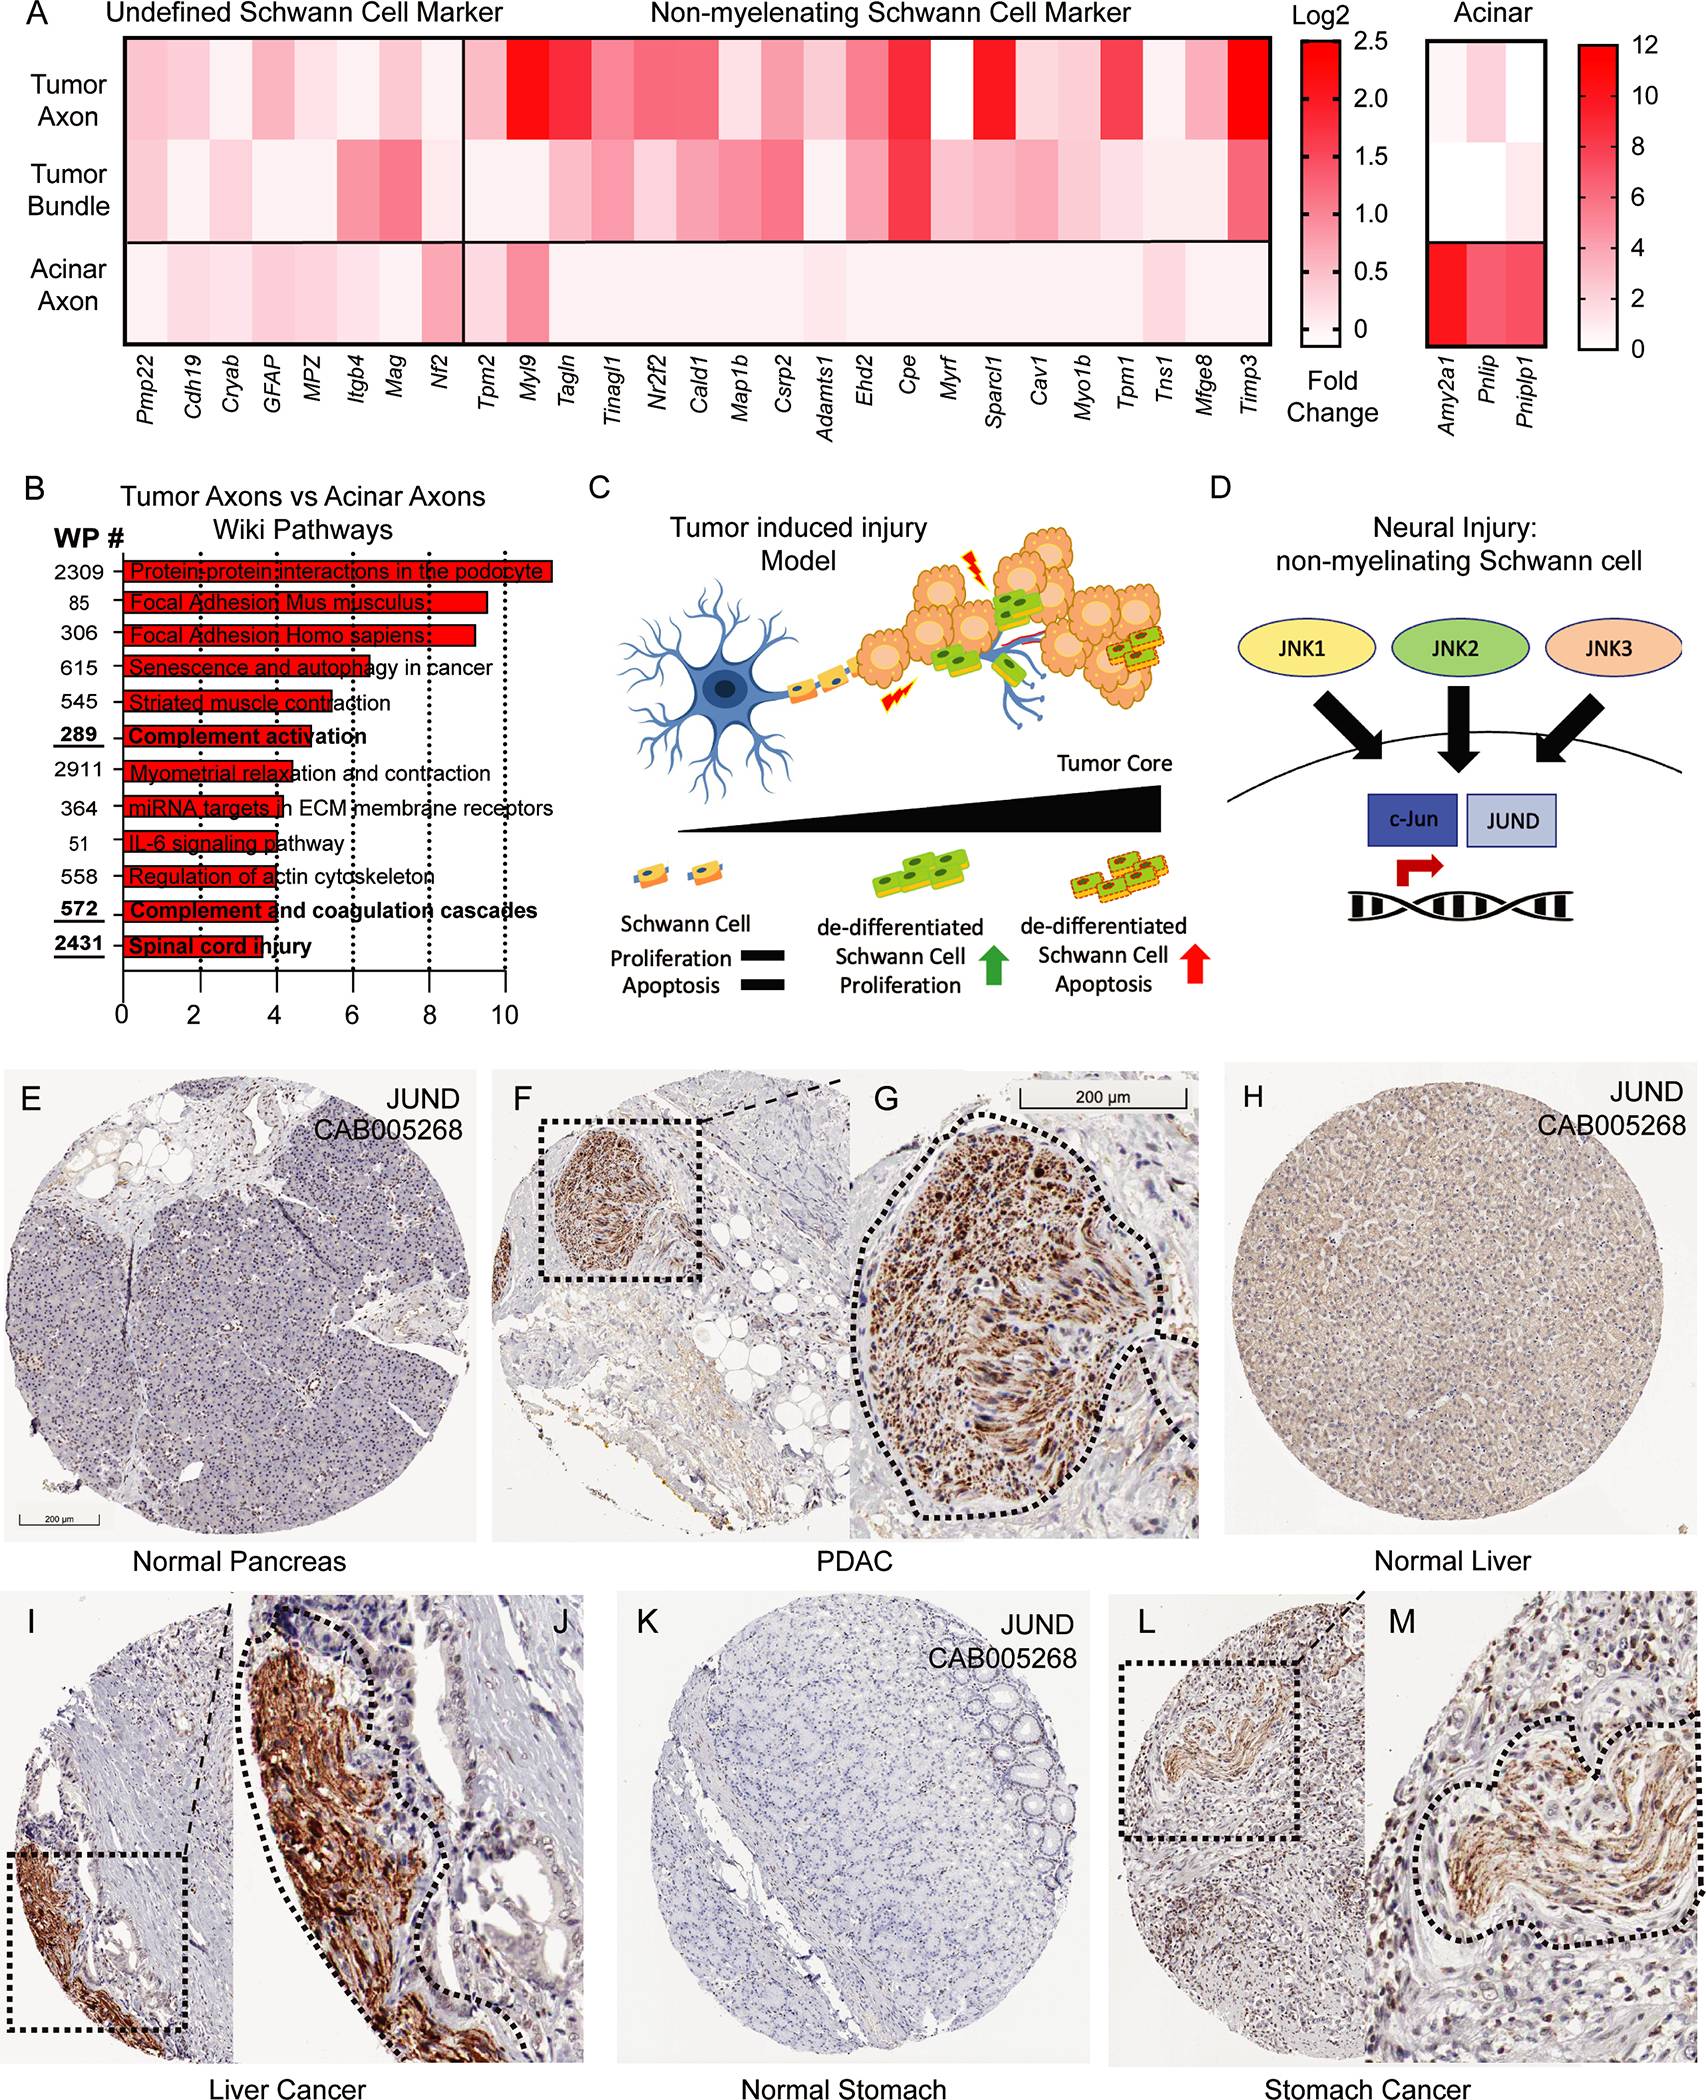 A
Undefined Schwann Cell Marker
Non-myelenating Schwann Cell Marker
Log2
Acinar
Tumor
Axon
Tumor
Bundle
Acinar
Axon
2.5
2.0
1.5
1.0
0.5
0
Fold
Change
12
10
8
6
4
2
0
Pmp22
Cdh19
Cryab
GFAP
MPZ
Itgb4
Mag
Nf2
Tpm2
Myl9
Tagln
Tinagl1
Nr2f2
Cald1
Map1b
Csrp2
Adamts1
Ehd2
Cpe
Myrf
Sparcl1
Cav1
Myo1b
Tpm1
Tns1
Mfge8
Timp3
Amy2a1
Pnlip
Pniplp1
B
Tumor Axons vs Acinar Axons
Wiki Pathways
WP #
2309 Protein-protein interactions in the podocyte
85 Focal Adhesion Mus musculus
306 Focal Adhesion Homo sapiens
615 Senescence and autophagy in cancer
545 Striated muscle contraction
289 Complement activation
2911 Myometrial relaxation and contraction
364 miRNA targets in ECM membrane receptors
51 IL-6 signaling pathway
558 Regulation of actin cytoskeleton
572 Complement and coagulation cascades
2431 Spinal cord injury
0 2 4 6 8 10
C
Tumor induced injury
Model
Tumor Core
Schwann Cell
Proliferation
Apoptosis
de-differentiated
Schwann Cell
Proliferation
de-differentiated
Schwann Cell
Apoptosis
D
Neural Injury:
non-myelinating Schwann cell
JNK1
JNK2
JNK3
c-Jun
JUND
E
JUND
CAB005268
200 µm
Normal Pancreas
F
G
200 µm
PDAC
H
JUND
CAB005268
Normal Liver
I
J
Liver Cancer
K
JUND
CAB005268
Normal Stomach
L
M
Stomach Cancer